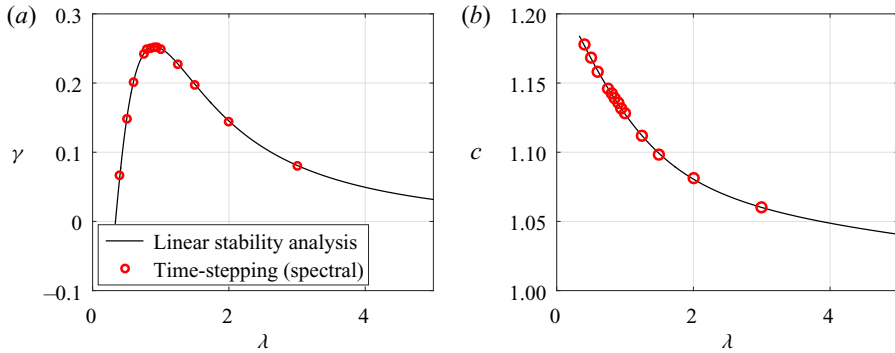 (a)
0.3
0.2
γ
0.1
0
–0.1
Linear stability analysis
Time-stepping (spectral)
0 2 4
λ
(b)
1.20
1.15
c
1.10
1.05
1.00
0 2 4
λ